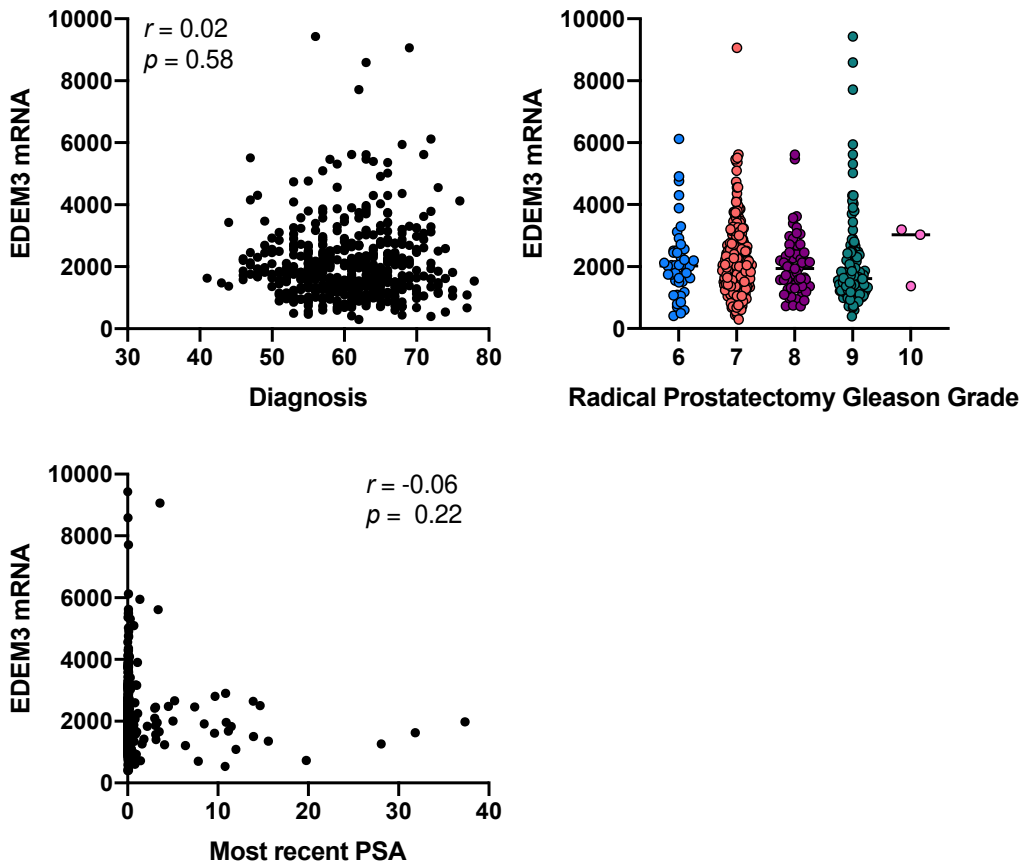 10000
8000
6000
4000
2000
0
EDEM3 mRNA
r = 0.02
p = 0.58
30 40 50 60 70 80
Diagnosis
10000
8000
6000
4000
2000
0
EDEM3 mRNA
6 7 8 9 10
Radical Prostatectomy Gleason Grade
10000
8000
6000
4000
2000
0
EDEM3 mRNA
r = -0.06
p = 0.22
0 10 20 30 40
Most recent PSA